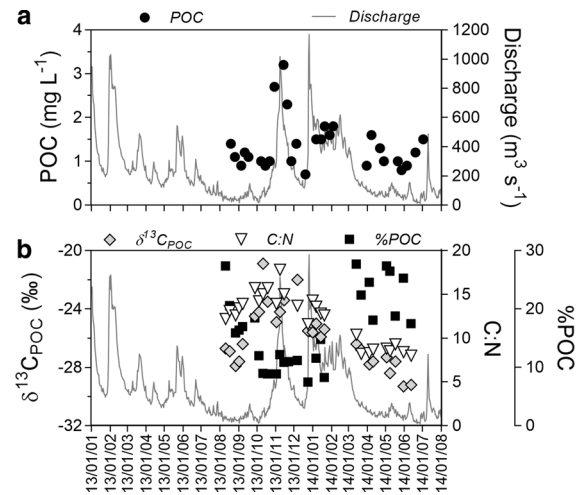 a
POC Discharge
4 1200
3 1000
800
2 600
1 400
200
0 0
POC (mg L⁻¹)
Discharge (m³ s⁻¹)
b
δ¹³C_POC C:N %POC
-20 20 30
-24 15 20
-28 10 10
5
-32 0 0
δ¹³C_POC (‰)
C:N
%POC
13/01/01
13/01/02
13/01/03
13/01/04
13/01/05
13/01/06
13/01/07
13/01/08
13/01/09
13/01/10
13/01/11
13/01/12
14/01/01
14/01/02
14/01/03
14/01/04
14/01/05
14/01/06
14/01/07
14/01/08